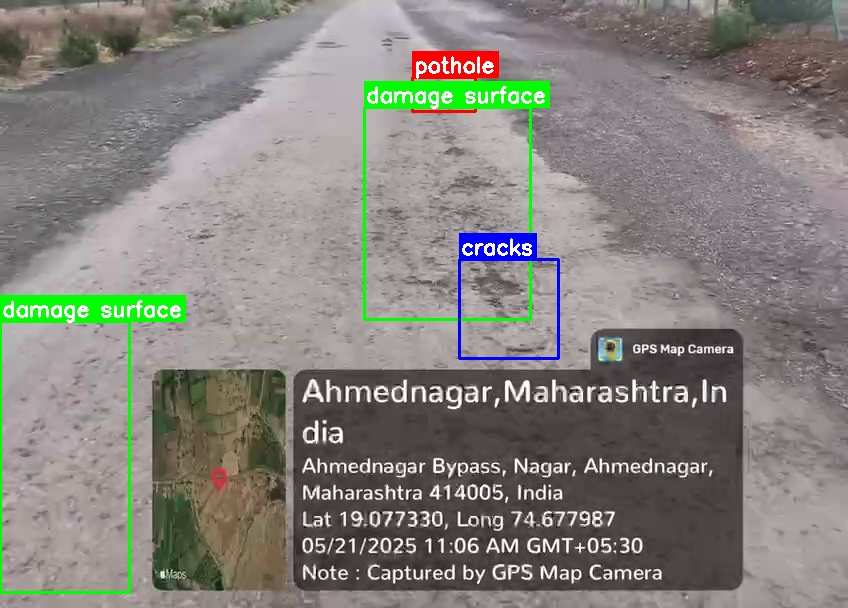 pothole
damage surface
cracks
damage surface
GPS Map Camera
Ahmednagar,Maharashtra,In
dia
Ahmednagar Bypass, Nagar, Ahmednagar,
Maharashtra 414005, India
Lat 19.077330, Long 74.677987
05/21/2025 11:06 AM GMT+05:30
Note : Captured by GPS Map Camera
Maps